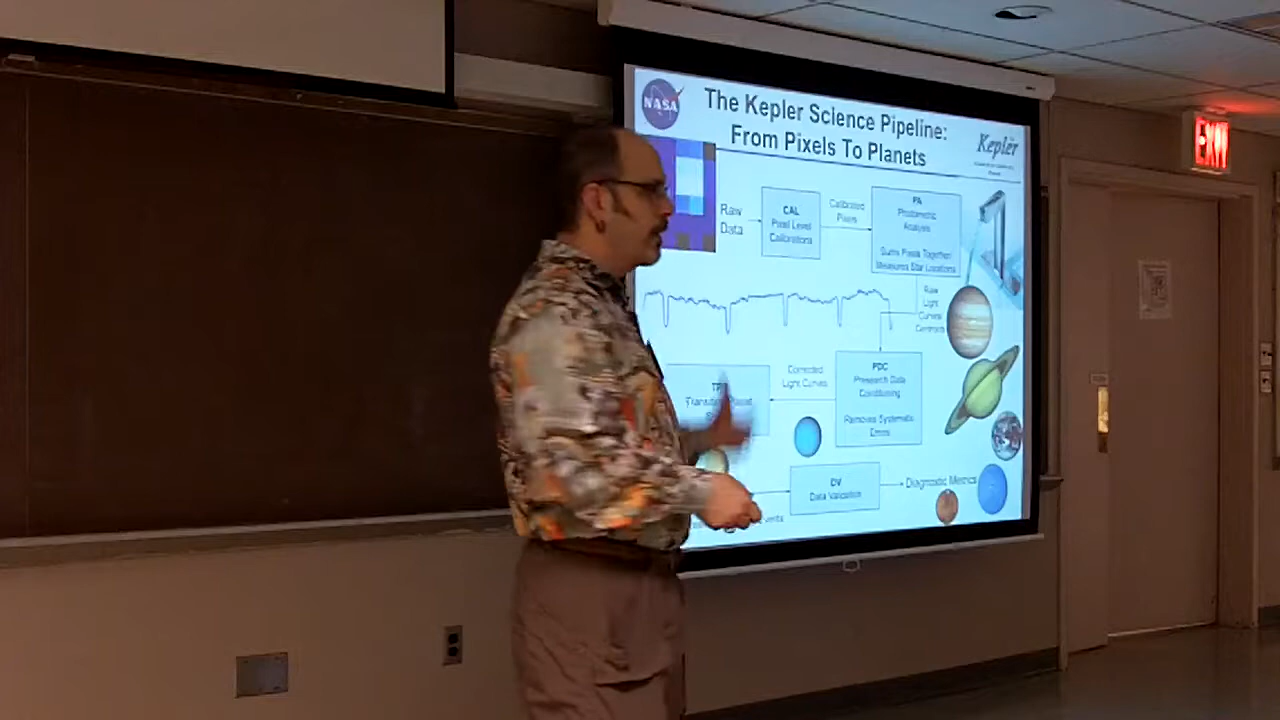 NASA
The Kepler Science Pipeline:
From Pixels To Planets
Kepler
EXIT
Raw
Data
CAL
Pixel Level
Calibrations
Calibrated
Pixels
PA
Photometric
Analysis
Sums Pixels Together
Measures Star Locations
Raw
Light
Curves
Centroids
Corrected
Light Curves
PDC
Presearch Data
Conditioning
Removes Systematic
Errors
DV
Data Validation
Diagnostic Metrics